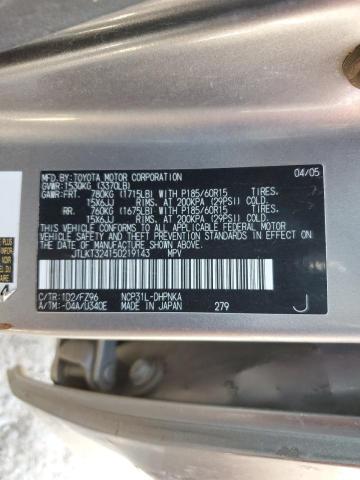 MFD.BY:TOYOTA MOTOR CORPORATION 04/05
GVWR:1530KG (3370LB)
GAWR:FRT. 780KG (1715LB) WITH P185/60R15 TIRES,
15X6JJ RIMS, AT 200KPA (29PSI) COLD
RR. 760KG (1675LB) WITH P185/60R15 TIRES,
15X6JJ RIMS, AT 200KPA (29PSI) COLD
THIS VEHICLE CONFORMS TO ALL APPLICABLE FEDERAL MOTOR
VEHICLE SAFETY STANDARDS IN EFFECT ON THE DATE OF
MANUFACTURE SHOWN ABOVE.
JTLKT324150219143 MPV
C/TR:1D2/FZ96 NCP31L-DHPNKA
A/TM:-04A/U340E MADE IN JAPAN 279 J